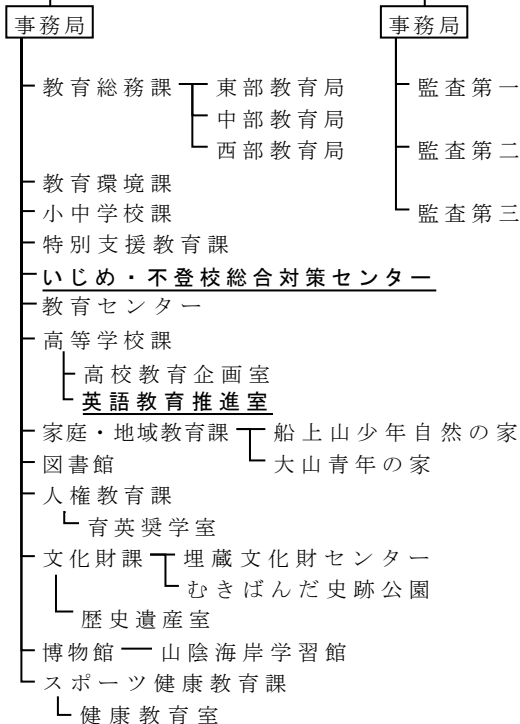 事務局
教育総務課 東部教育局
中部教育局
西部教育局
教育環境課
小中学校課
特別支援教育課
いじめ・不登校総合対策センター
教育センター
高等学校課
高校教育企画室
英語教育推進室
家庭・地域教育課 船上山少年自然の家
図書館 大山青年の家
人権教育課
育英奨学室
文化財課 埋蔵文化財センター
むきばんだ史跡公園
歴史遺産室
博物館 山陰海岸学習館
スポーツ健康教育課
健康教育室
事務局
監査第一
監査第二
監査第三